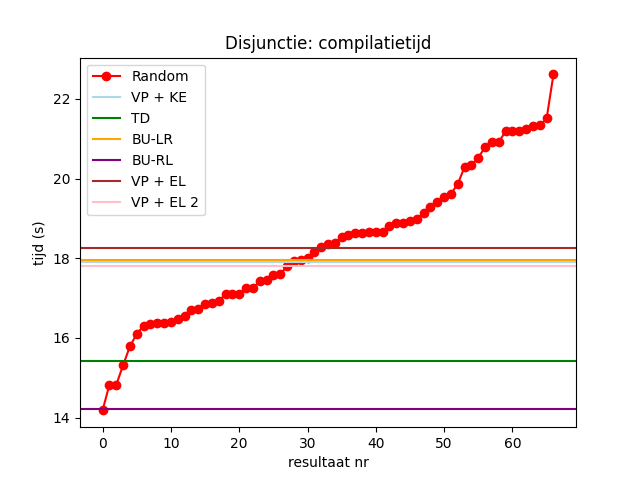 Disjunctie: compilatietijd
Random
VP + KE
TD
BU-LR
BU-RL
VP + EL
VP + EL 2
tijd (s)
22
20
18
16
14
0 10 20 30 40 50 60
resultaat nr